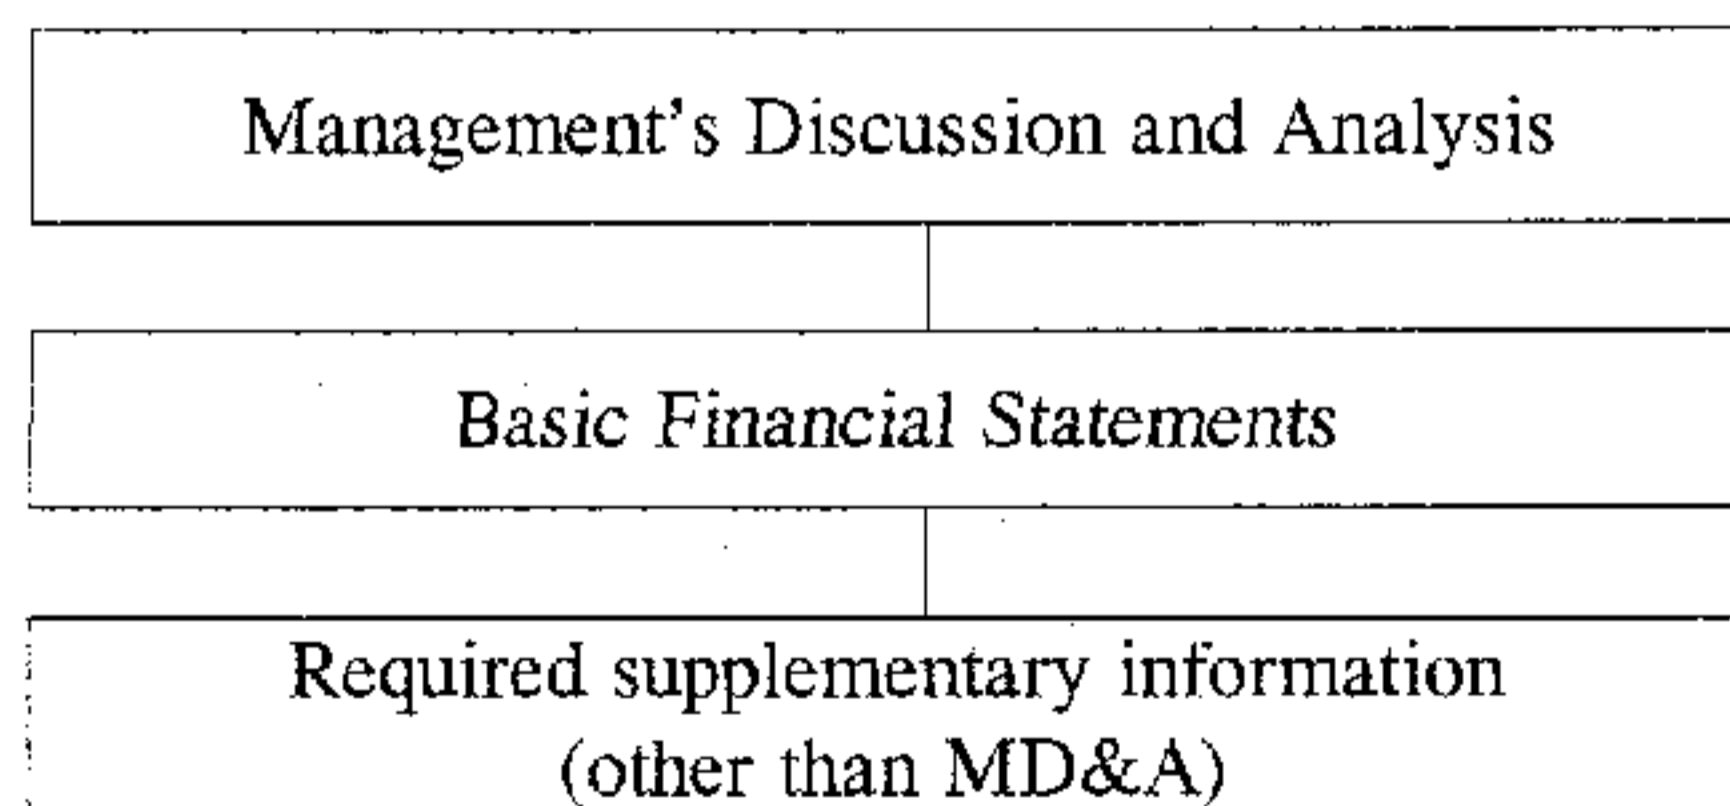 Management's Discussion and Analysis
Basic Financial Statements
Required supplementary information
(other than MD&A)